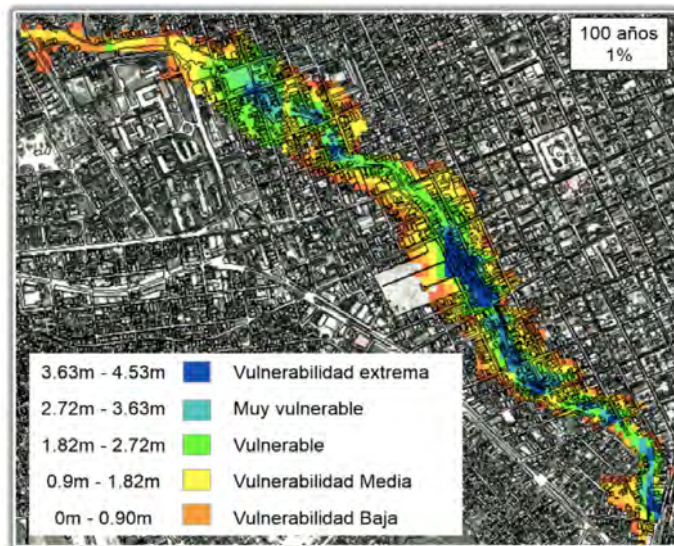 100 años
1%
3.63m - 4.53m Vulnerabilidad extrema
2.72m - 3.63m Muy vulnerable
1.82m - 2.72m Vulnerable
0.9m - 1.82m Vulnerabilidad Media
0m - 0.90m Vulnerabilidad Baja